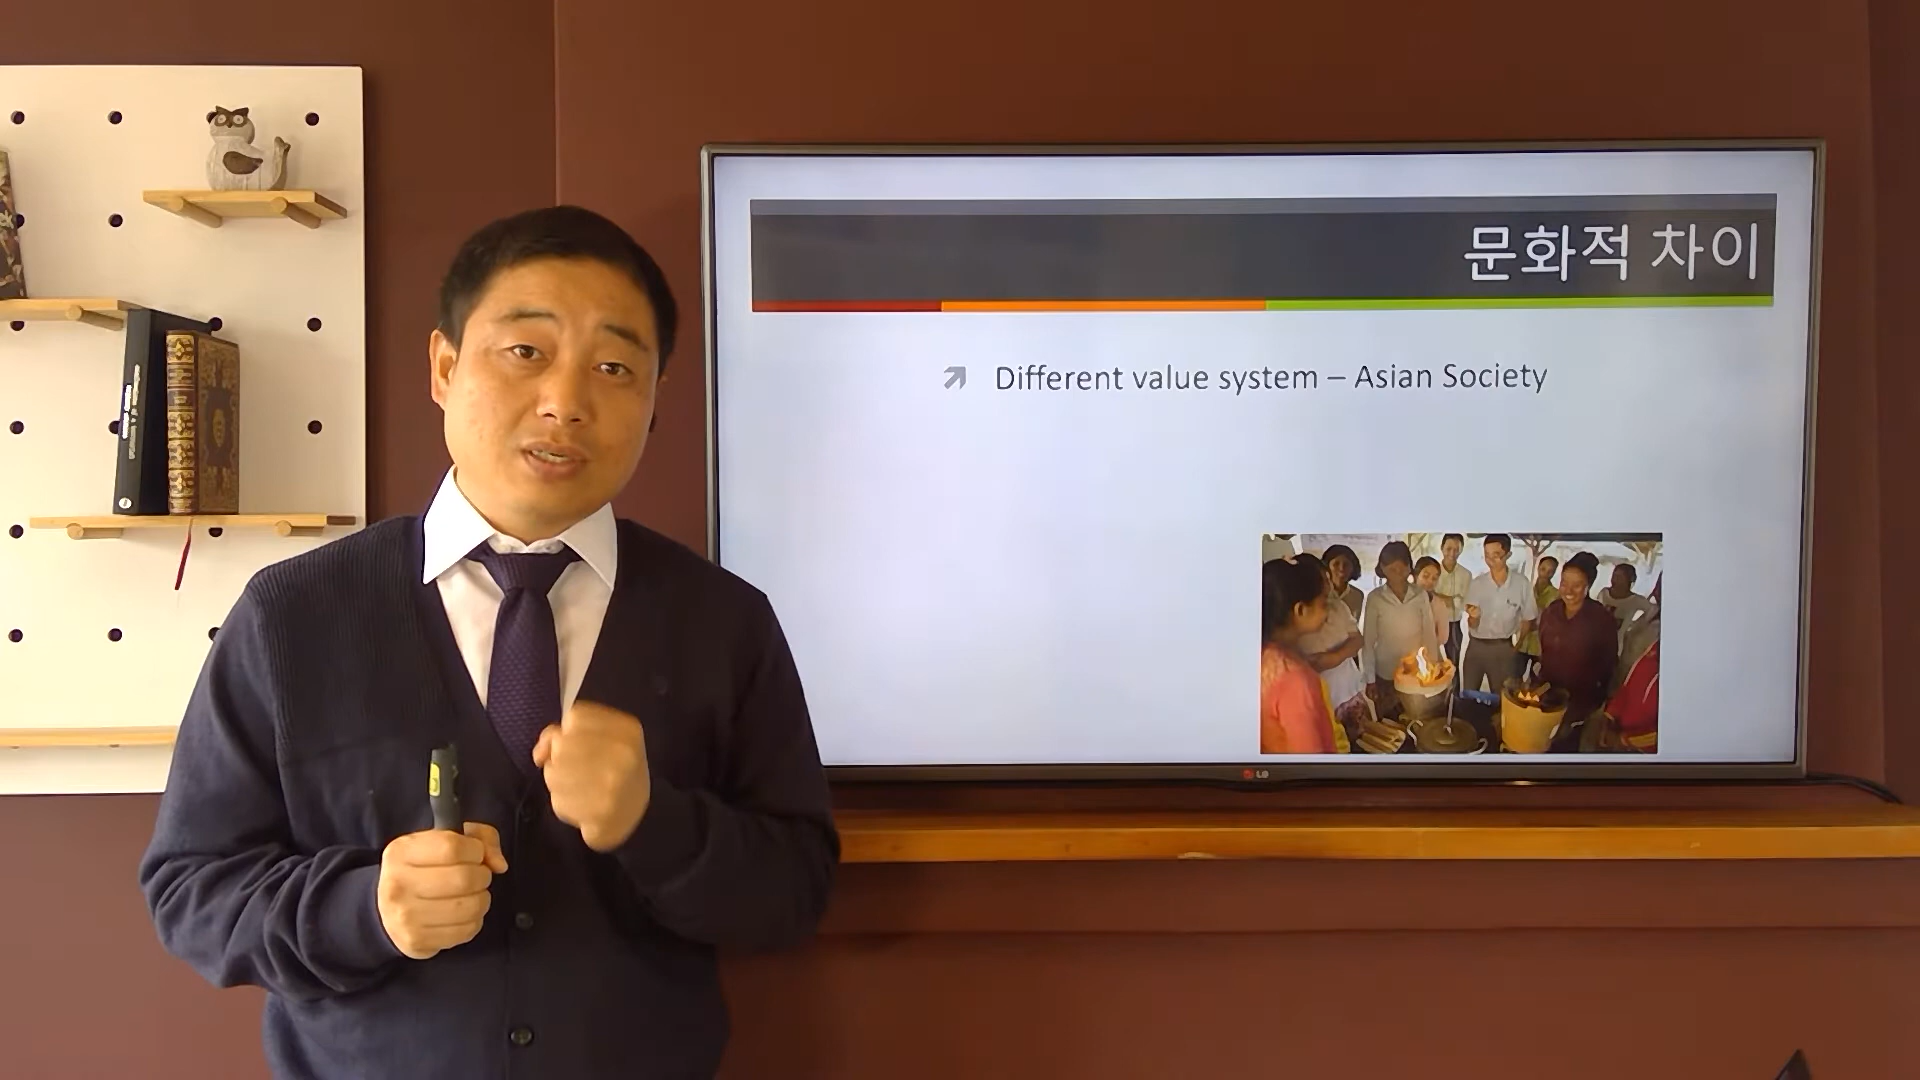 문화적 차이
Different value system – Asian Society
LG